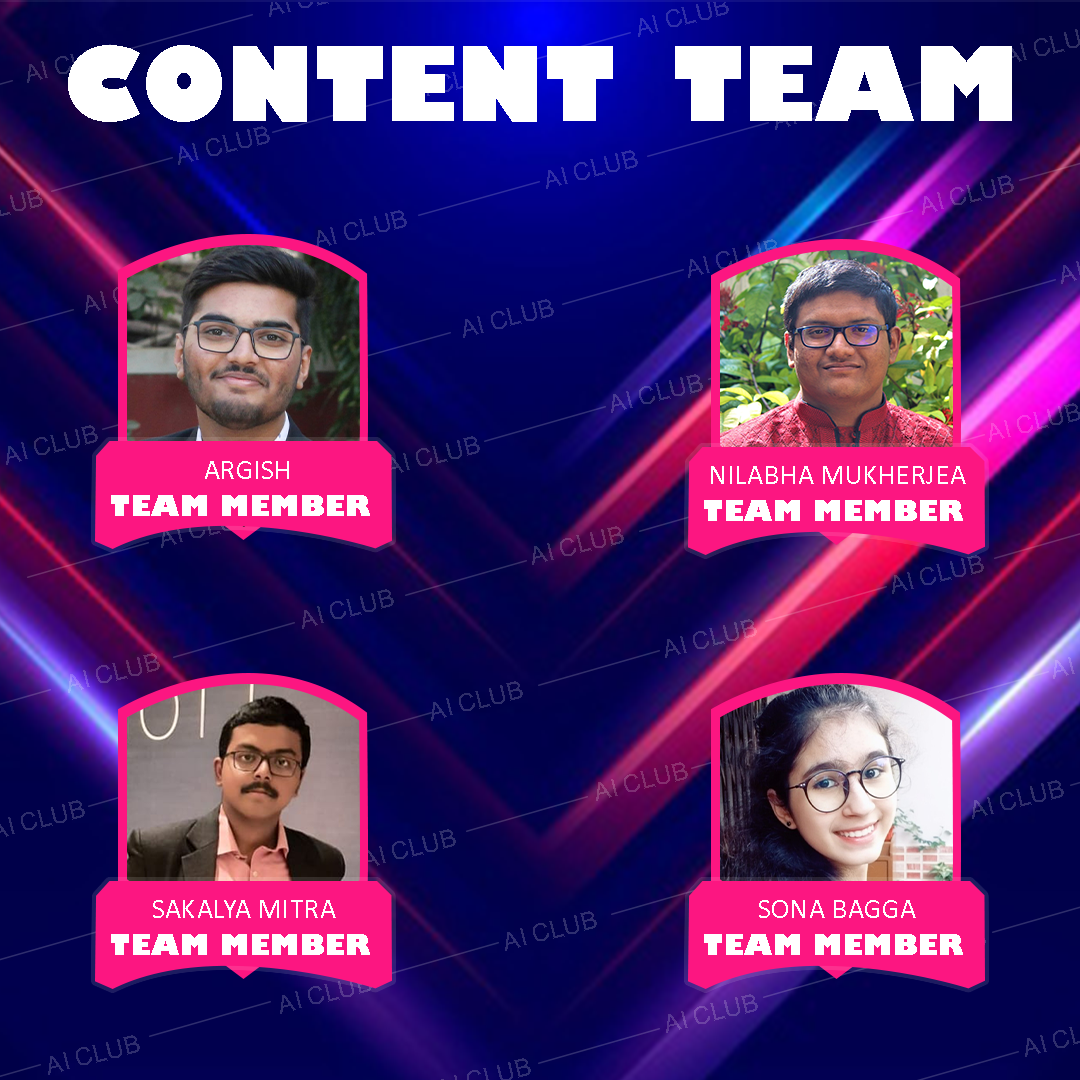 CONTENT TEAM
ARGISH
TEAM MEMBER
NILABHA MUKHERJEA
TEAM MEMBER
SAKALYA MITRA
TEAM MEMBER
SONA BAGGA
TEAM MEMBER
AI CLUB